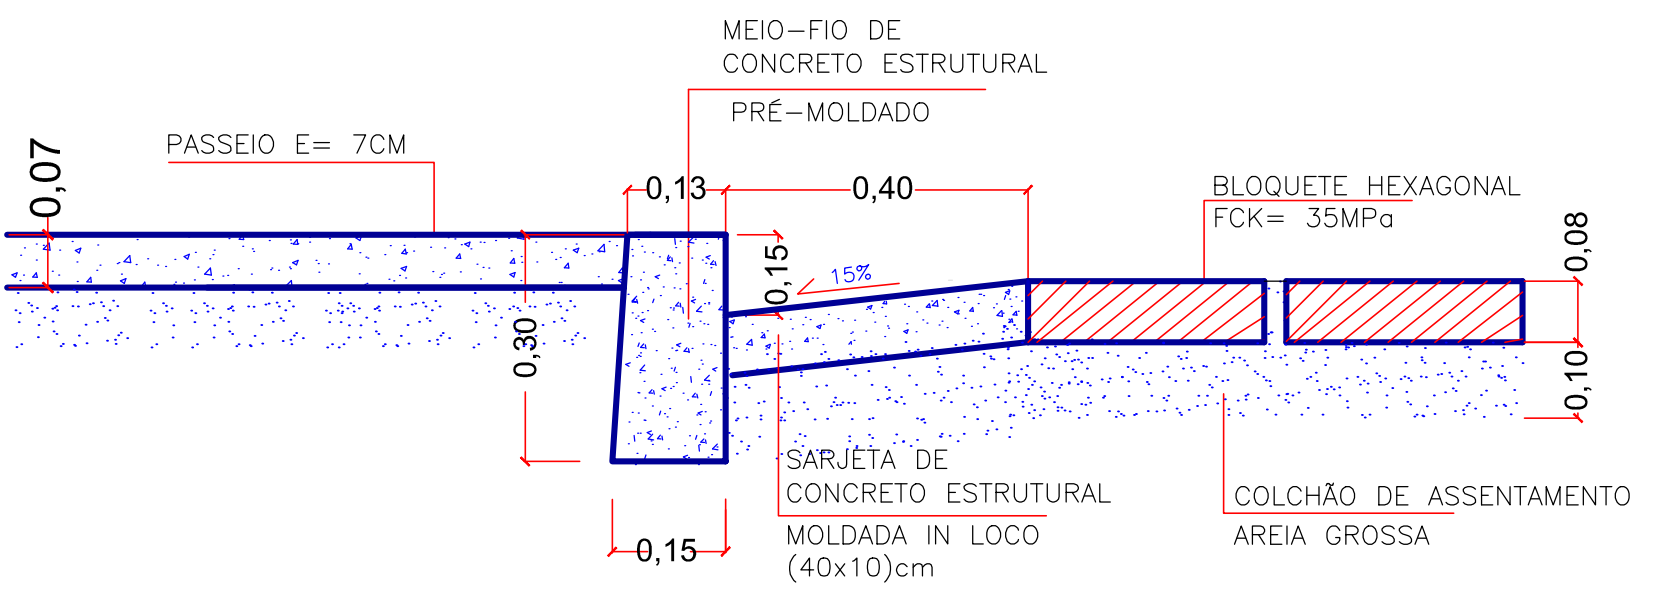 MEIO-FIO DE
CONCRETO ESTRUTURAL
PRÉ-MOLDADO
PASSEIO E= 7CM
0,07
0,13
0,40
BLOQUETE HEXAGONAL
FCK= 35MPa
0,08
0,15
15%
0,30
0,10
SARJETA DE
CONCRETO ESTRUTURAL
MOLDADA IN LOCO
(40x10)cm
COLCHÃO DE ASSENTAMENTO
AREIA GROSSA
0,15